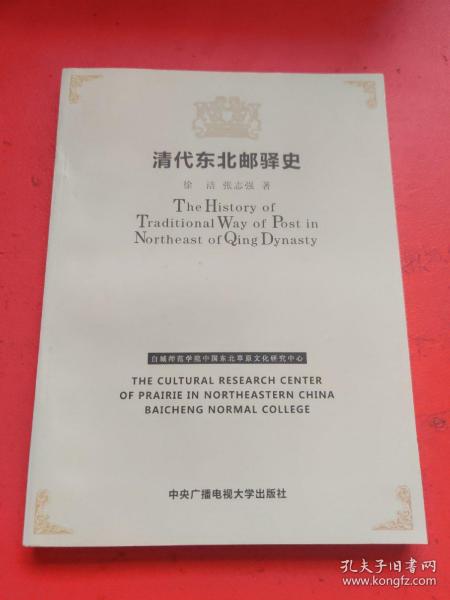 清代东北邮驿史
徐 洁 张志强 著
The History of
Traditional Way of Post in
Northeast of Qing Dynasty
白城师范学院中国东北草原文化研究中心
THE CULTURAL RESEARCH CENTER
OF PRAIRIE IN NORTHEASTERN CHINA
BAICHENG NORMAL COLLEGE
中央广播电视大学出版社
孔夫子旧书网
www.kongfz.com